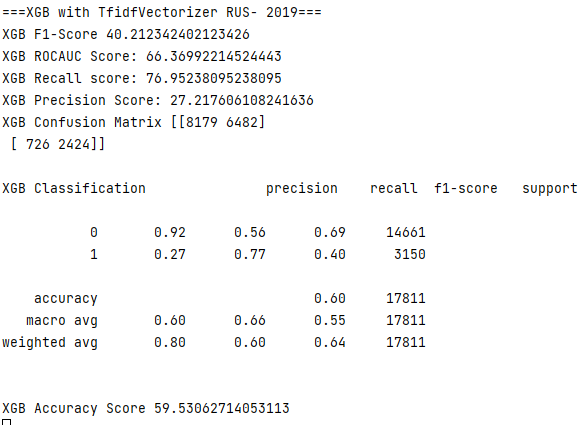 ===XGB with TfidfVectorizer RUS- 2019===
XGB F1-Score 40.212342402123426
XGB ROCAUC Score: 66.36992214524443
XGB Recall score: 76.95238095238095
XGB Precision Score: 27.217606108241636
XGB Confusion Matrix [[8179 6482]
[ 726 2424]]
XGB Classification precision recall f1-score support
0 0.92 0.56 0.69 14661
1 0.27 0.77 0.40 3150
accuracy 0.60 17811
macro avg 0.60 0.66 0.55 17811
weighted avg 0.80 0.60 0.64 17811
XGB Accuracy Score 59.53062714053113